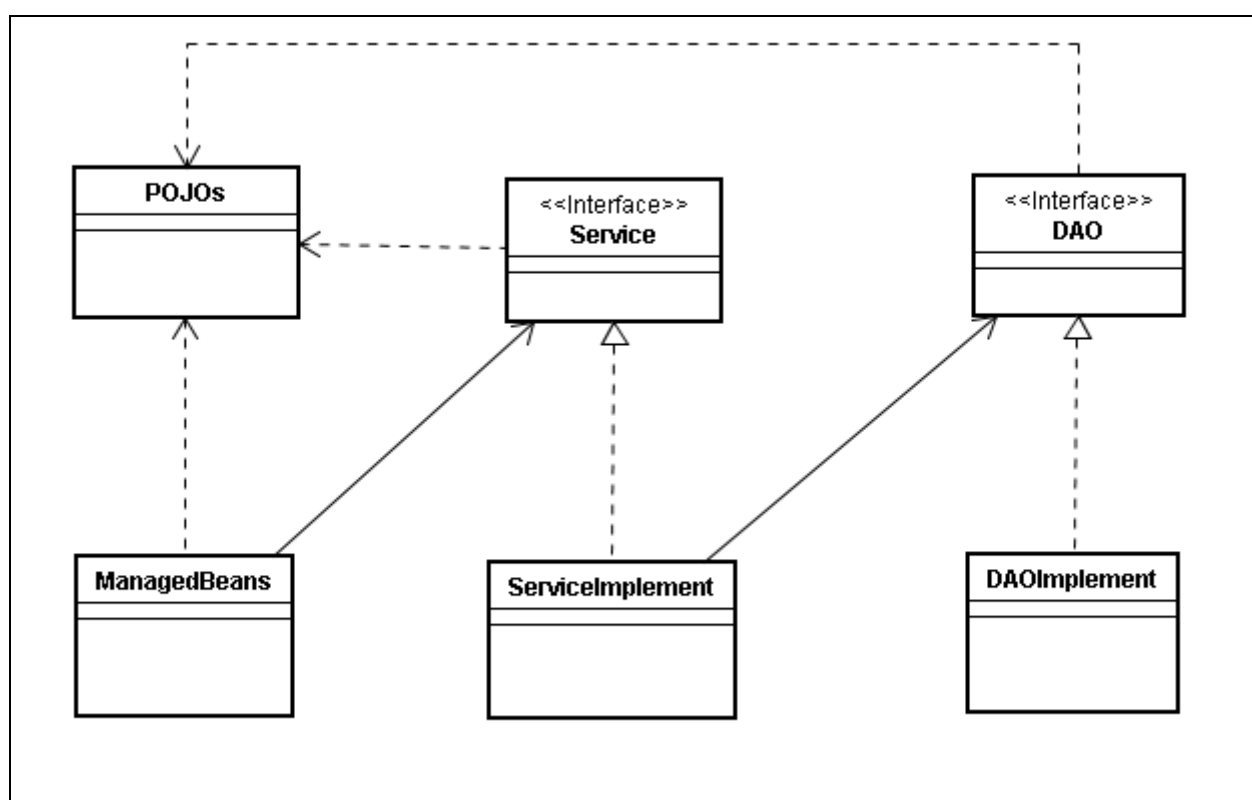 POJOs
<<Interface>>
Service
<<Interface>>
DAO
ManagedBeans
ServiceImplement
DAOImplement